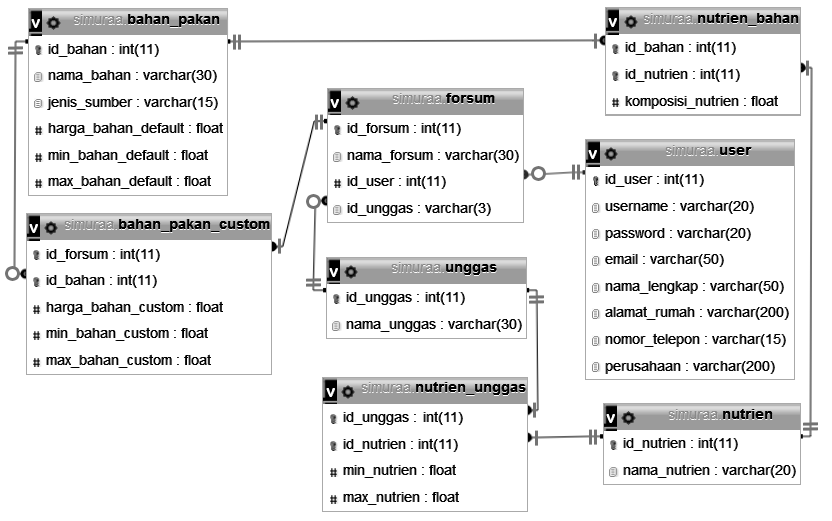 v simuraa.bahan_pakan
id_bahan : int(11)
nama_bahan : varchar(30)
jenis_sumber : varchar(15)
# harga_bahan_default : float
# min_bahan_default : float
# max_bahan_default : float
v simuraa.nutrien_bahan
id_bahan : int(11)
id_nutrien : int(11)
# komposisi_nutrien : float
v simuraa.forsum
id_forsum : int(11)
nama_forsum : varchar(30)
# id_user : int(11)
id_unggas : varchar(3)
v simuraa.user
id_user : int(11)
username : varchar(20)
password : varchar(20)
email : varchar(50)
nama_lengkap : varchar(50)
alamat_rumah : varchar(200)
nomor_telepon : varchar(15)
perusahaan : varchar(200)
v simuraa.bahan_pakan_custom
id_forsum : int(11)
id_bahan : int(11)
# harga_bahan_custom : float
# min_bahan_custom : float
# max_bahan_custom : float
v simuraa.unggas
id_unggas : int(11)
nama_unggas : varchar(30)
v simuraa.nutrien_unggas
id_unggas : int(11)
id_nutrien : int(11)
# min_nutrien : float
# max_nutrien : float
v simuraa.nutrien
id_nutrien : int(11)
nama_nutrien : varchar(20)